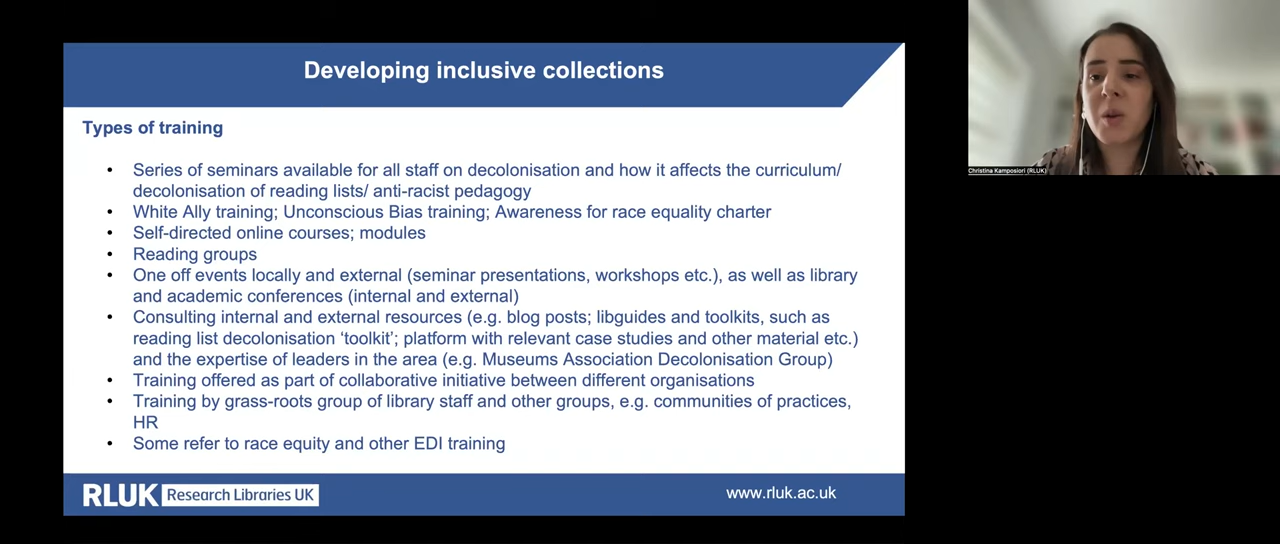 Developing inclusive collections
Types of training
• Series of seminars available for all staff on decolonisation and how it affects the curriculum/
decolonisation of reading lists/ anti-racist pedagogy
• White Ally training; Unconscious Bias training; Awareness for race equality charter
• Self-directed online courses; modules
• Reading groups
• One off events locally and external (seminar presentations, workshops etc.), as well as library
and academic conferences (internal and external)
• Consulting internal and external resources (e.g. blog posts; libguides and toolkits, such as
reading list decolonisation ‘toolkit’; platform with relevant case studies and other material etc.)
and the expertise of leaders in the area (e.g. Museums Association Decolonisation Group)
• Training offered as part of collaborative initiative between different organisations
• Training by grass-roots group of library staff and other groups, e.g. communities of practices,
HR
• Some refer to race equity and other EDI training
RLUK Research Libraries UK
www.rluk.ac.uk
Christina Kamposiori (RLUK)